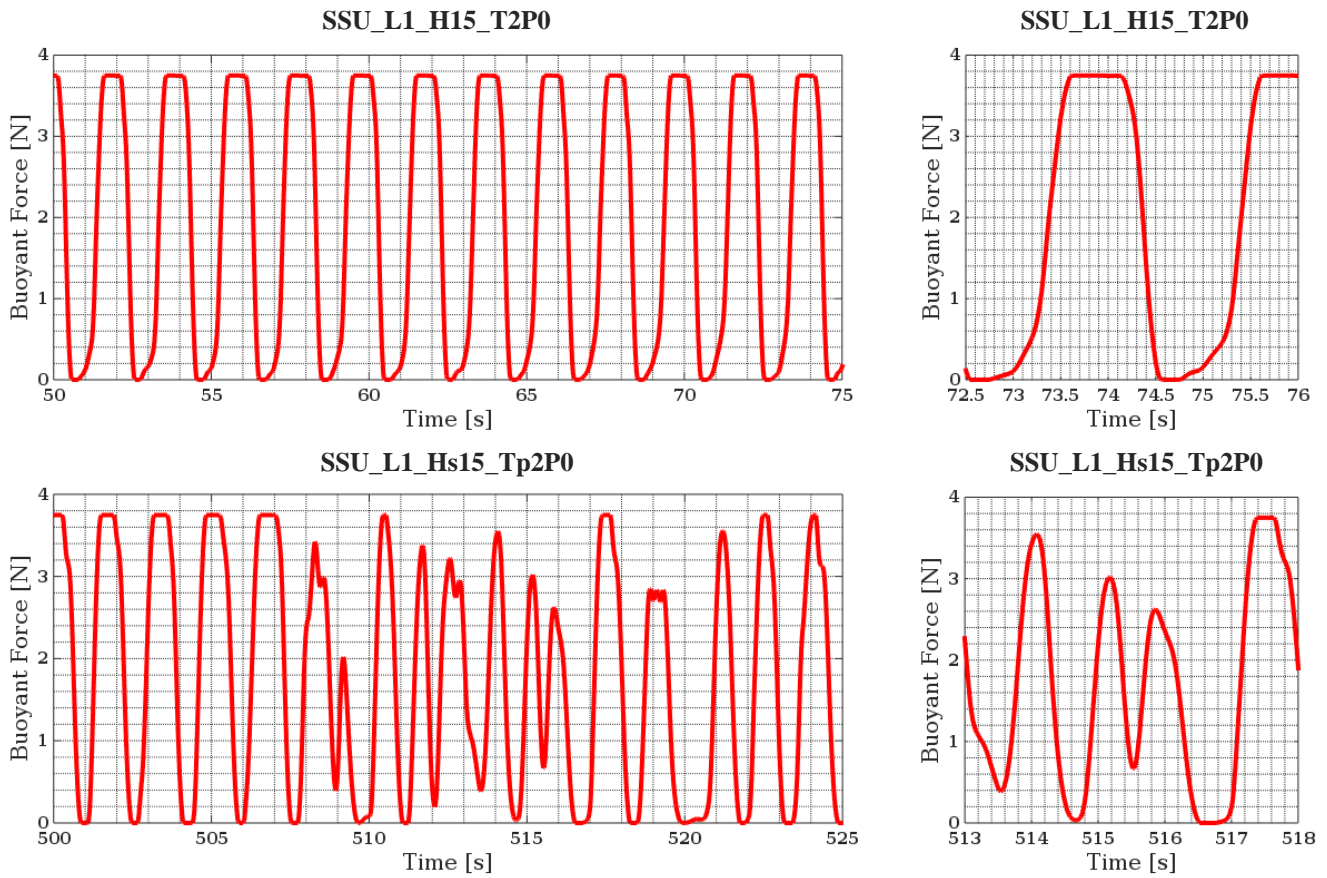 SSU_L1_H15_T2P0
4
3
2
1
0
Buoyant Force [N]
50 55 60 65 70 75
Time [s]
SSU_L1_H15_T2P0
4
3
2
1
0
Buoyant Force [N]
72.5 73 73.5 74 74.5 75 75.5 76
Time [s]
SSU_L1_Hs15_Tp2P0
4
3
2
1
0
Buoyant Force [N]
500 505 510 515 520 525
Time [s]
SSU_L1_Hs15_Tp2P0
4
3
2
1
0
Buoyant Force [N]
513 514 515 516 517 518
Time [s]